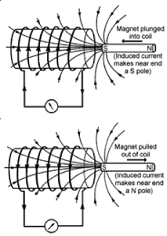 Magnet plunged
into coil
S
N
(Induced current
makes near end
a S pole)
Magnet pulled
out of coil
S
N
(Induced current
makes near end
a N pole)